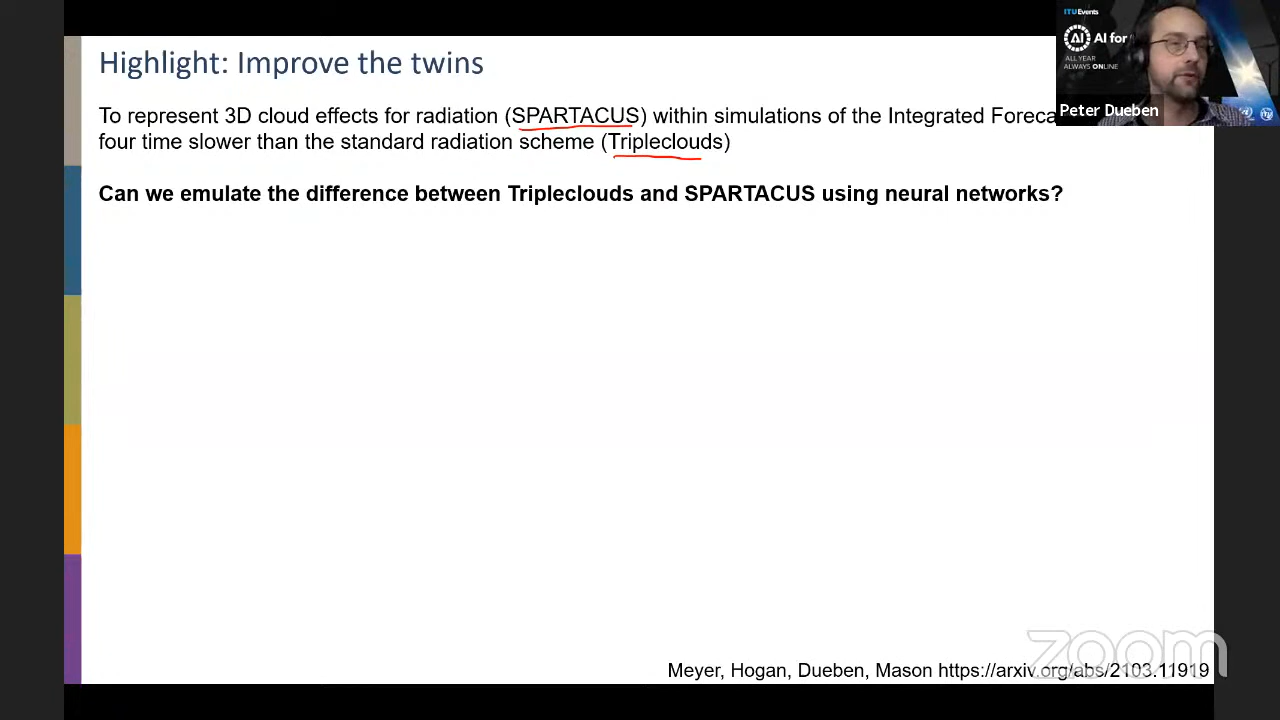 Highlight: Improve the twins
To represent 3D cloud effects for radiation (SPARTACUS) within simulations of the Integrated
four time slower than the standard radiation scheme (Tripleclouds)
Can we emulate the difference between Tripleclouds and SPARTACUS using neural networks?
Meyer, Hogan, Dueben, Mason https://arxiv.org/abs/2103.11919
ITUEvents
AI AI for
ALL YEAR
ALWAYS ONLINE
Peter Dueben
zoom